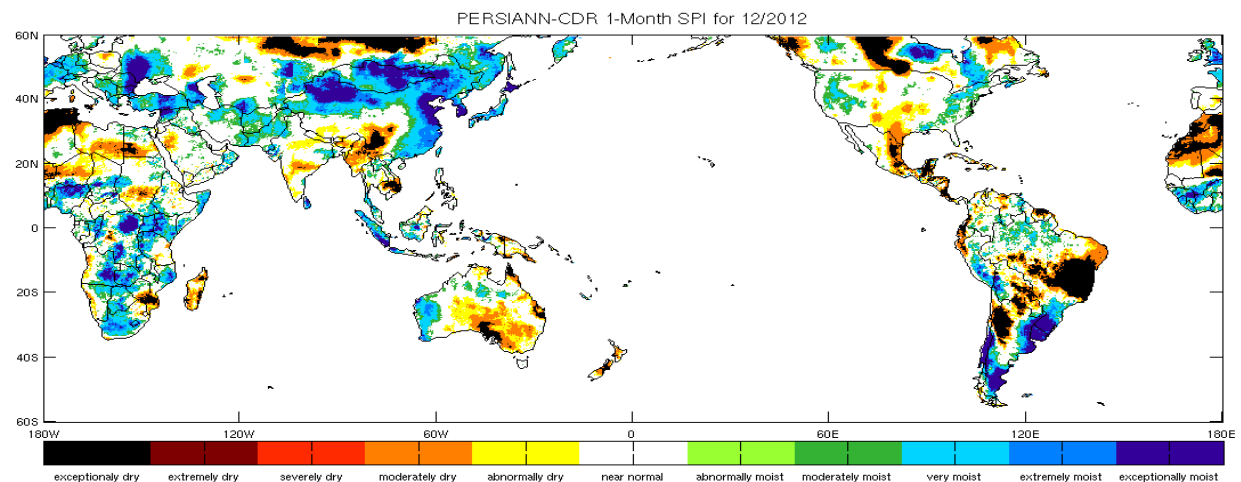 PERSIANN-CDR 1-Month SPI for 12/2012
60N
40N
20N
0
20S
40S
60S
180W 120W 60W 0 60E 120E 180E
exceptionaly dry extremely dry severely dry moderately dry abnormally dry near normal abnormally moist moderately moist very moist extremely moist exceptionally moist